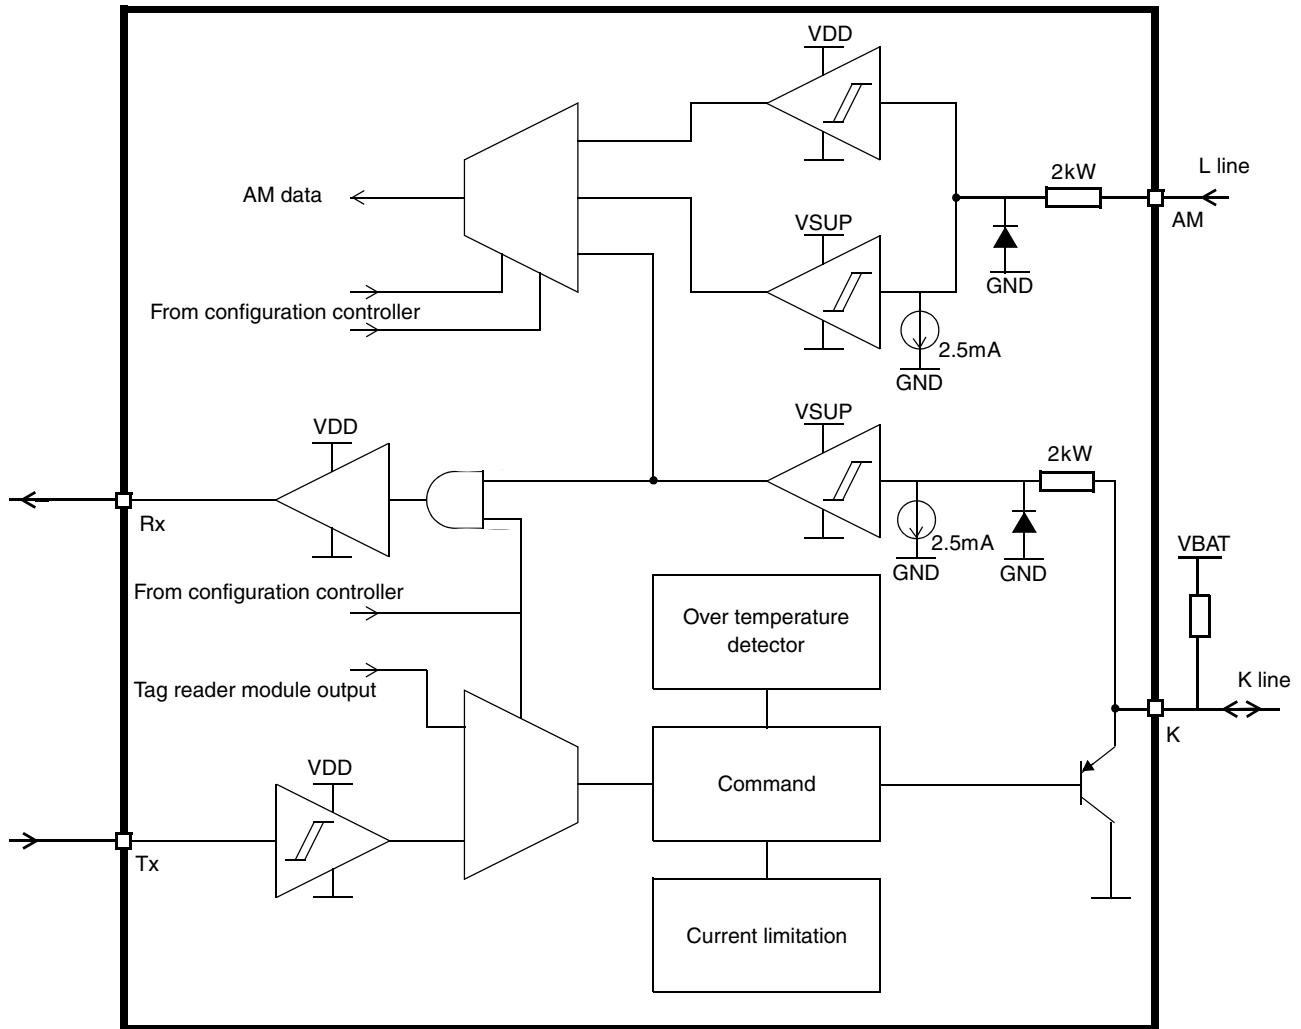 VDD
2kW
L line
AM data
AM
VSUP
GND
From configuration controller
2.5mA
GND
VSUP
VDD
2kW
Rx
2.5mA
VBAT
GND
GND
From configuration controller
Over temperature
detector
Tag reader module output
K line
K
VDD
Command
Tx
Current limitation